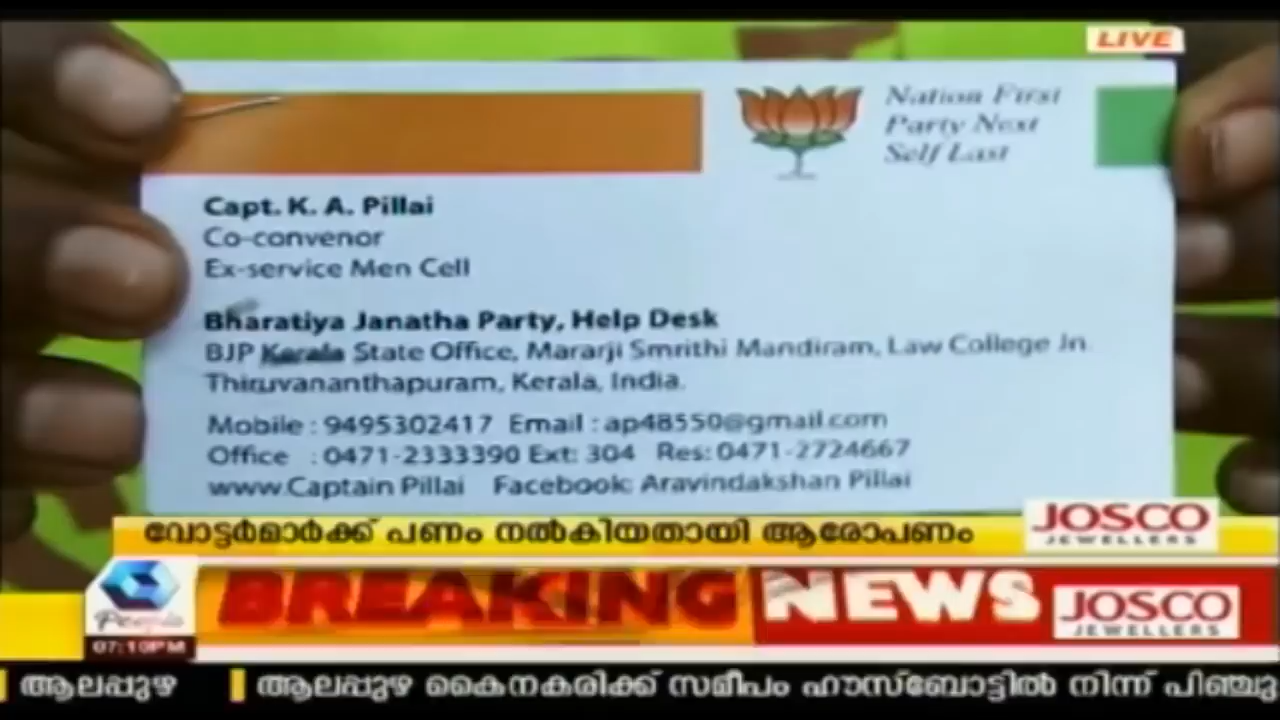 LIVE
Nation First
Party Next
Self Last
Capt. K. A. Pillai
Co-convenor
Ex-service Men Cell
Bharatiya Janatha Party, Help Desk
BJP Kerala State Office, Mararji Smrithi Mandiram, Law College Jn.
Thiruvananthapuram, Kerala, India.
Mobile : 9495302417 Email : ap48550@gmail.com
Office : 0471-2333390 Ext: 304 Res: 0471-2724667
www.Captain Pillai Facebook: Aravindakshan Pillai
വോട്ടർമാർക്ക് പണം നൽകിയതായി ആരോപണം
JOSCO
JEWELLERS
BREAKING NEWS
JOSCO
JEWELLERS
People
07:10PM
ആലപ്പുഴ
ആലപ്പുഴ കൈനകരിക്ക് സമീപം ഹൗസ്ബോട്ടിൽ നിന്ന് പിഞ്ചു